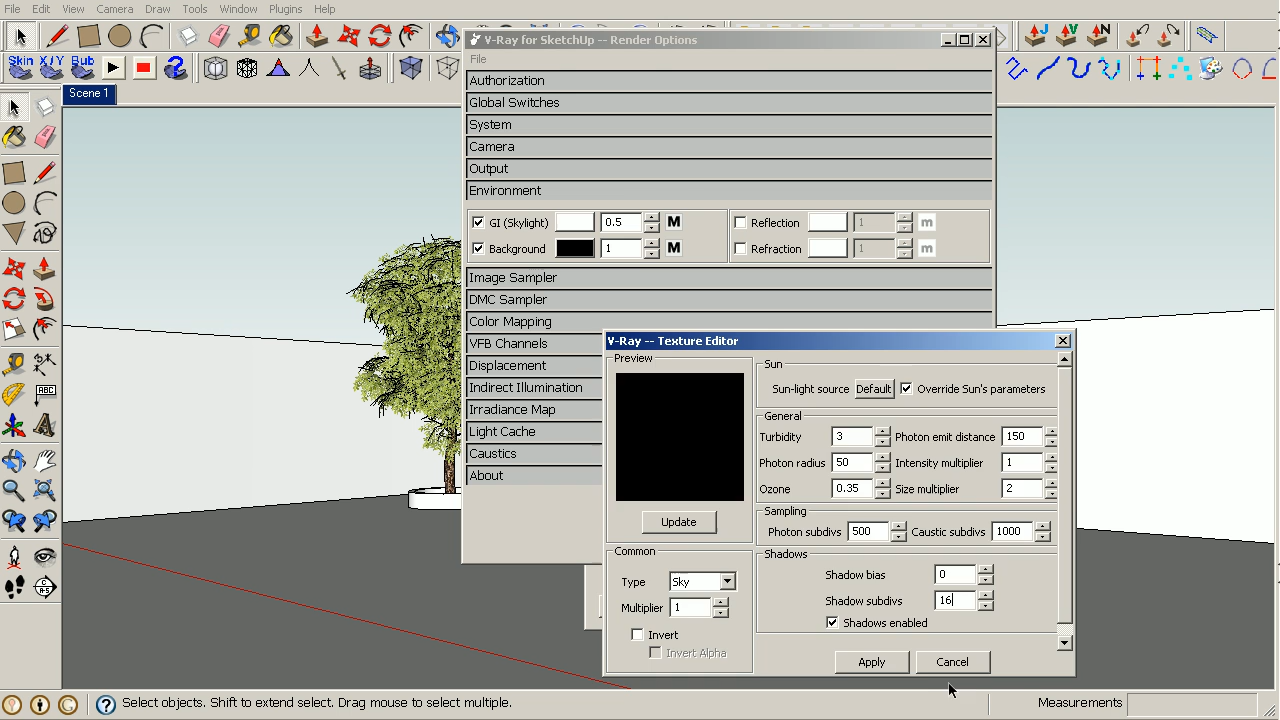 File Edit View Camera Draw Tools Window Plugins Help
Skin X/Y Bub
Scene 1
V-Ray for SketchUp -- Render Options
File
Authorization
Global Switches
System
Camera
Output
Environment
GI (Skylight) 0.5 M Reflection 1 m
Background 1 M Refraction 1 m
Image Sampler
DMC Sampler
Color Mapping
VFB Channels
Displacement
Indirect Illumination
Irradiance Map
Light Cache
Caustics
About
V-Ray -- Texture Editor
Preview
Update
Common
Type Sky
Multiplier 1
Invert
Invert Alpha
Sun
Sun-light source Default Override Sun's parameters
General
Turbidity 3 Photon emit distance 150
Photon radius 50 Intensity multiplier 1
Ozone 0.35 Size multiplier 2
Sampling
Photon subdivs 500 Caustic subdivs 1000
Shadows
Shadow bias 0
Shadow subdivs 16
Shadows enabled
Apply Cancel
Select objects. Shift to extend select. Drag mouse to select multiple. Measurements